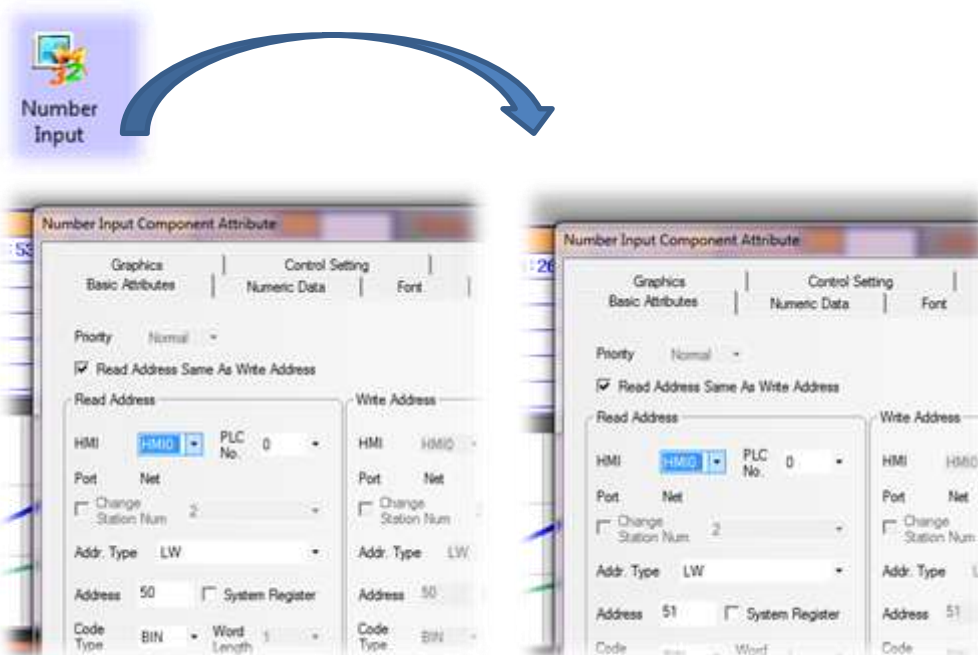 Number
Input
Number Input Component Attribute
Graphics Control Setting
Basic Attributes Numeric Data Font
Priority Normal
Read Address Same As Write Address
Read Address Write Address
HMI HMI0 PLC No. 0 HMI HMI0
Port Net Port Net
Change Station Num 2 Change Station Num
Addr. Type LW Addr. Type LW
Address 50 System Register Address 50
Code Type BIN Word Length 1 Code Type BIN
:53
Number Input Component Attribute
:26
Graphics Control Setting
Basic Attributes Numeric Data Font
Priority Normal
Read Address Same As Write Address
Read Address Write Address
HMI HMI0 PLC No. 0 HMI HMI0
Port Net Port Net
Change Station Num 2 Change Station Num
Addr. Type LW Addr. Type
Address 51 System Register Address 51
Code Word Code